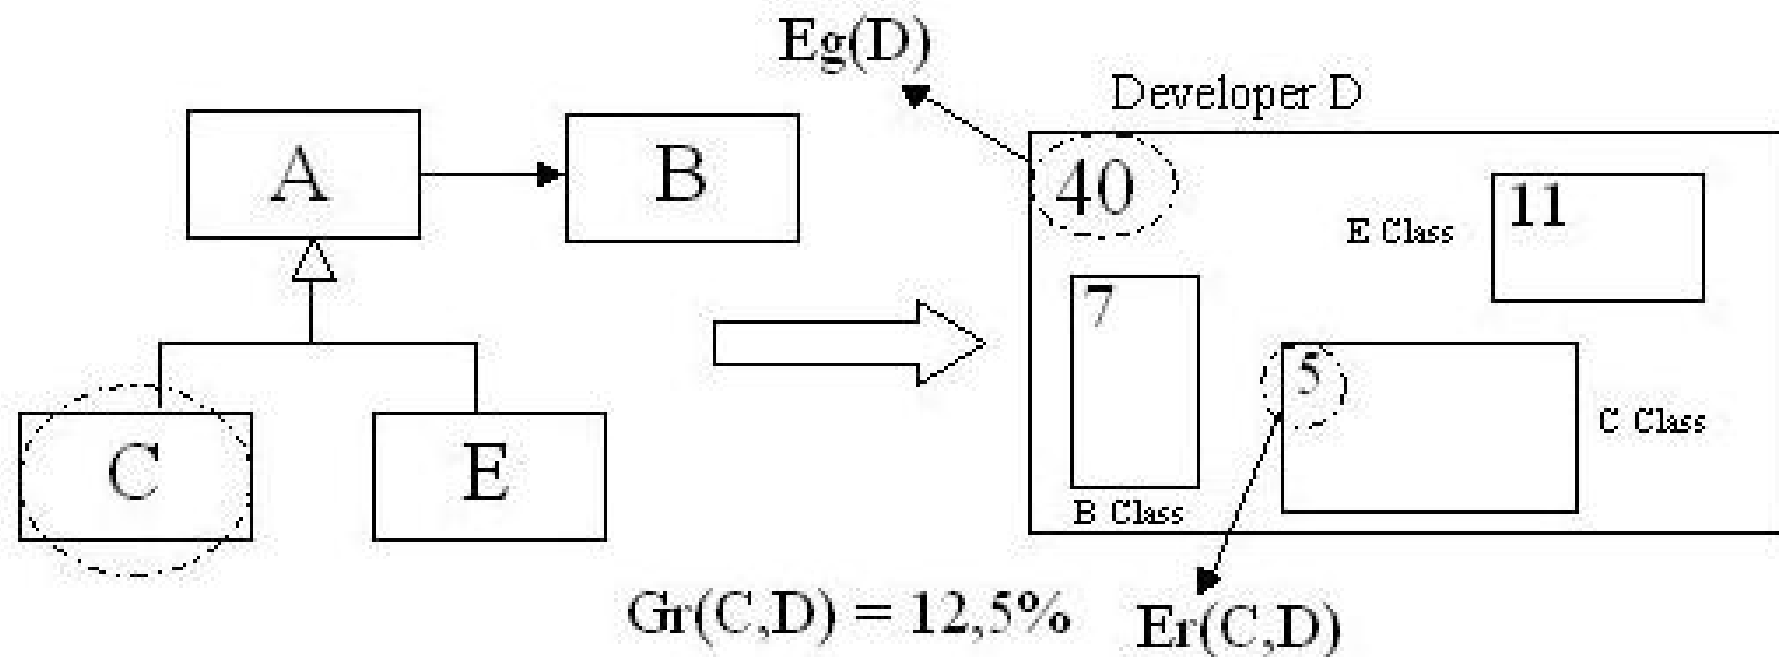 Eg(D)
Developer D
A
B
40
11
E Class
7
5
C
E
C Class
B Class
Gr(C,D) = 12,5%
Er(C,D)